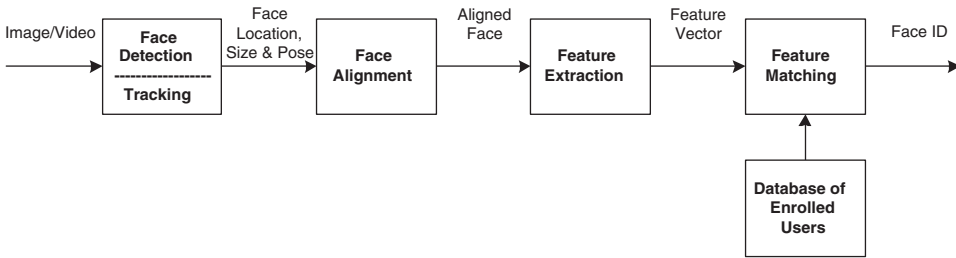 Image/Video
Face
Detection
Tracking
Face
Location,
Size & Pose
Face
Alignment
Aligned
Face
Feature
Extraction
Feature
Vector
Feature
Matching
Face ID
Database of
Enrolled
Users